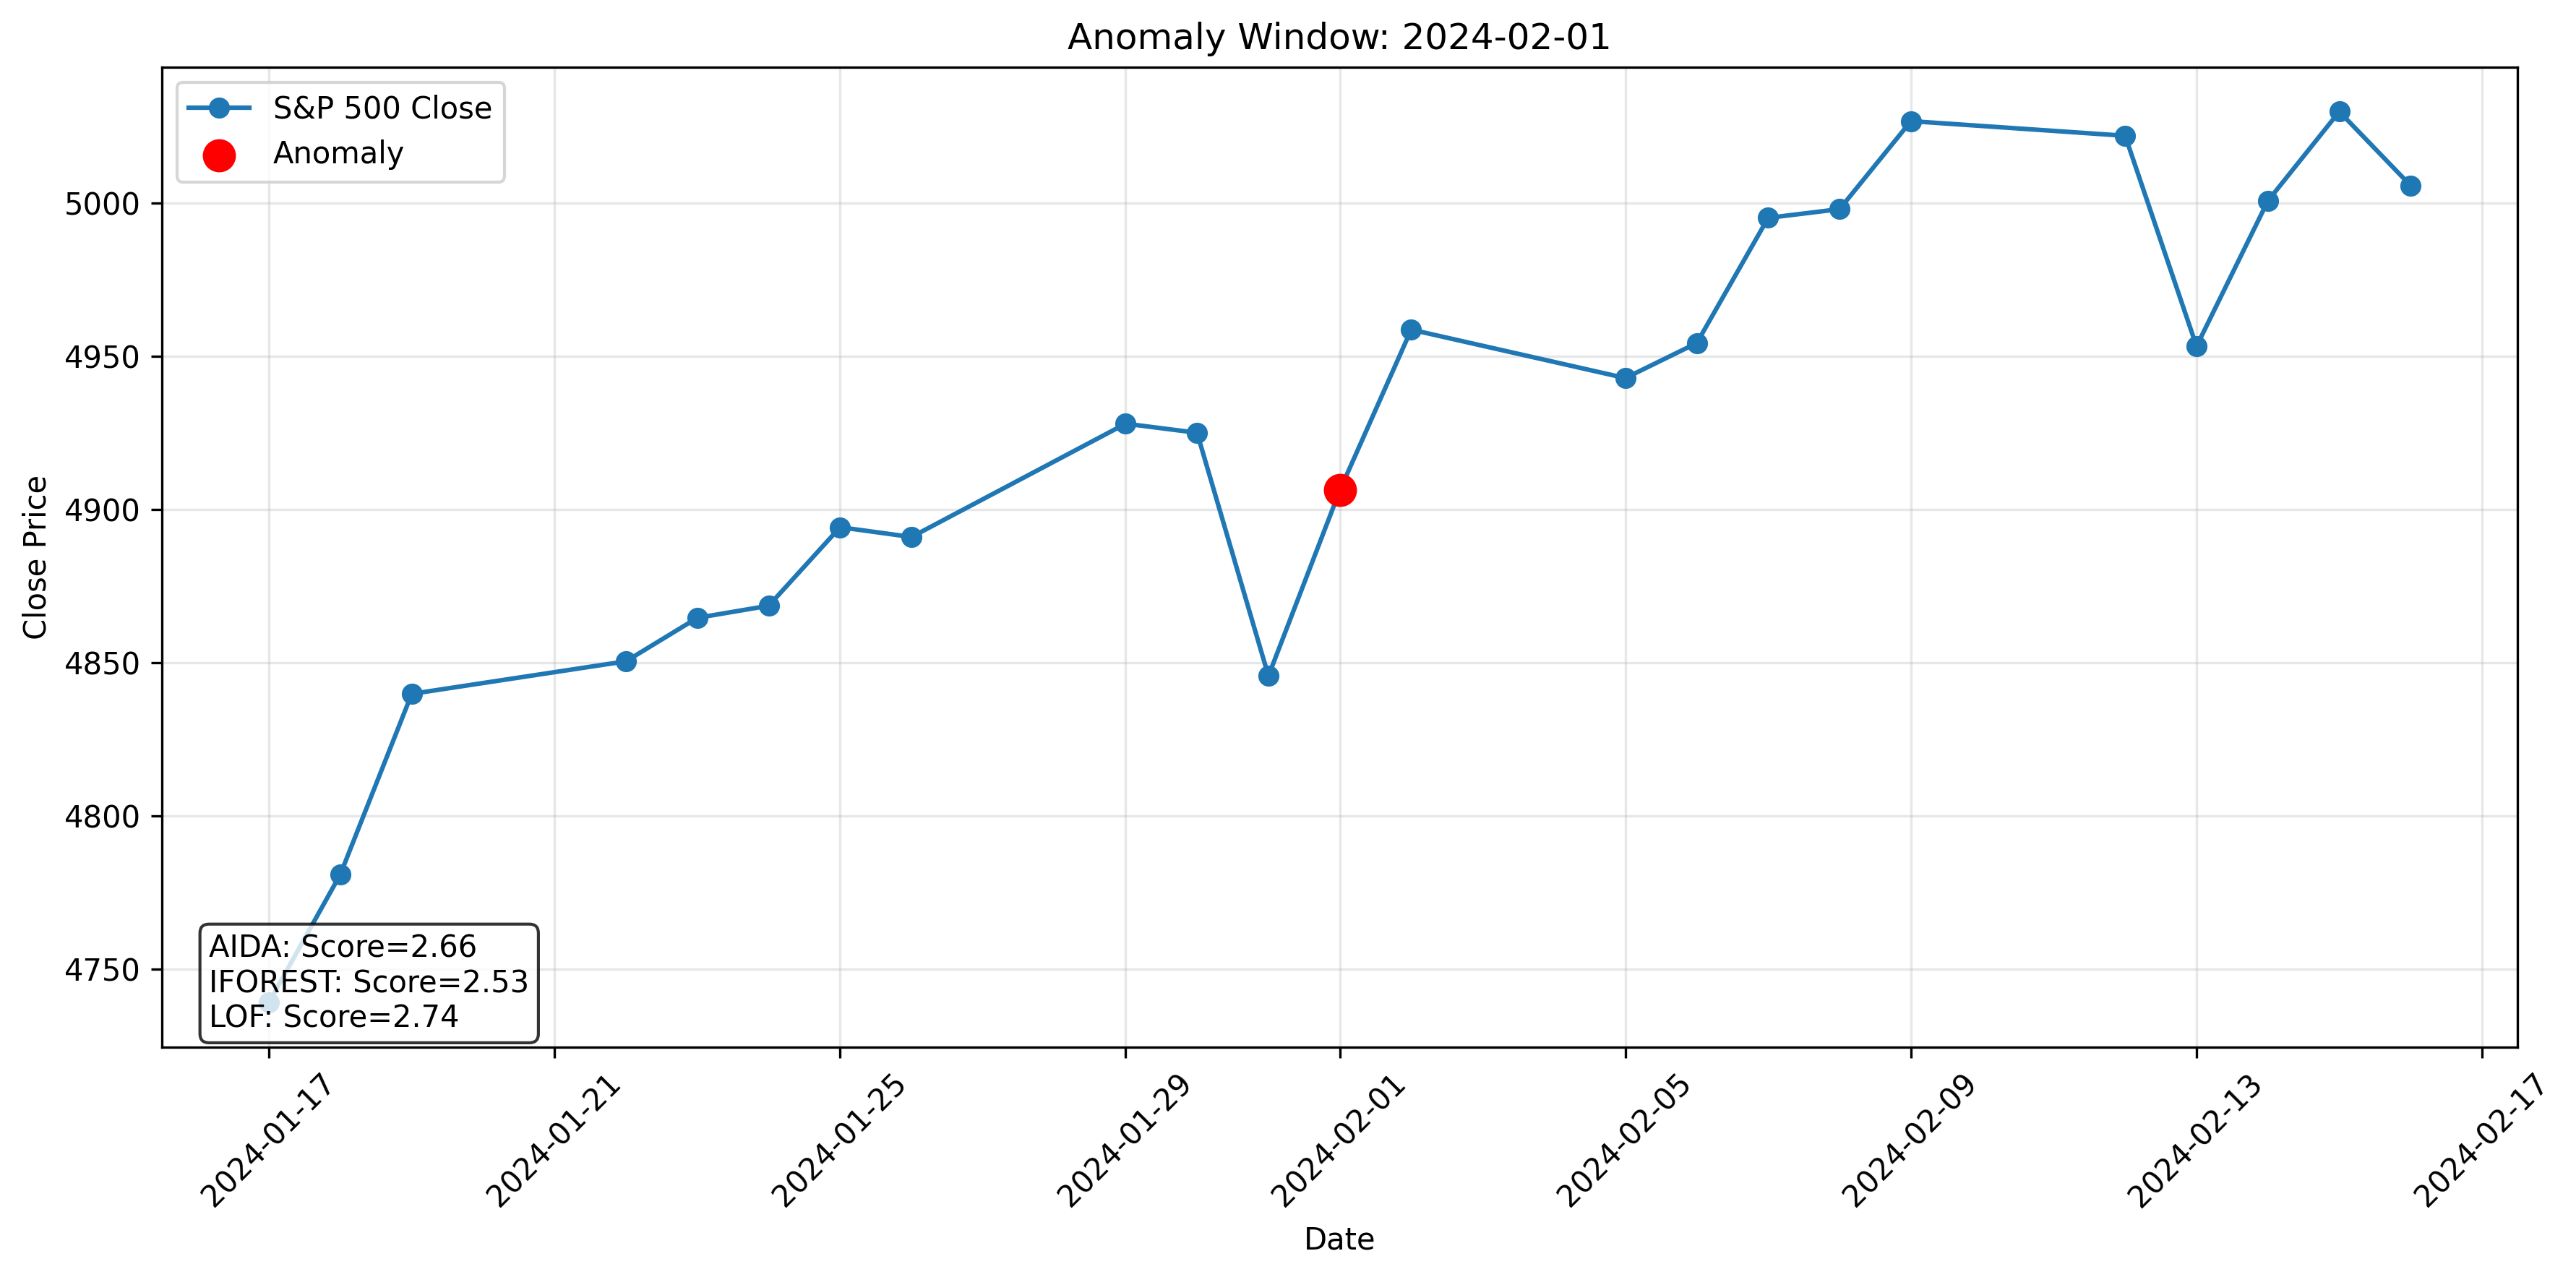 Anomaly Window: 2024-02-01
S&P 500 Close
Anomaly
5000
4950
4900
4850
4800
4750
Close Price
AIDA: Score=2.66
IFOREST: Score=2.53
LOF: Score=2.74
2024-01-17
2024-01-21
2024-01-25
2024-01-29
2024-02-01
2024-02-05
2024-02-09
2024-02-13
2024-02-17
Date